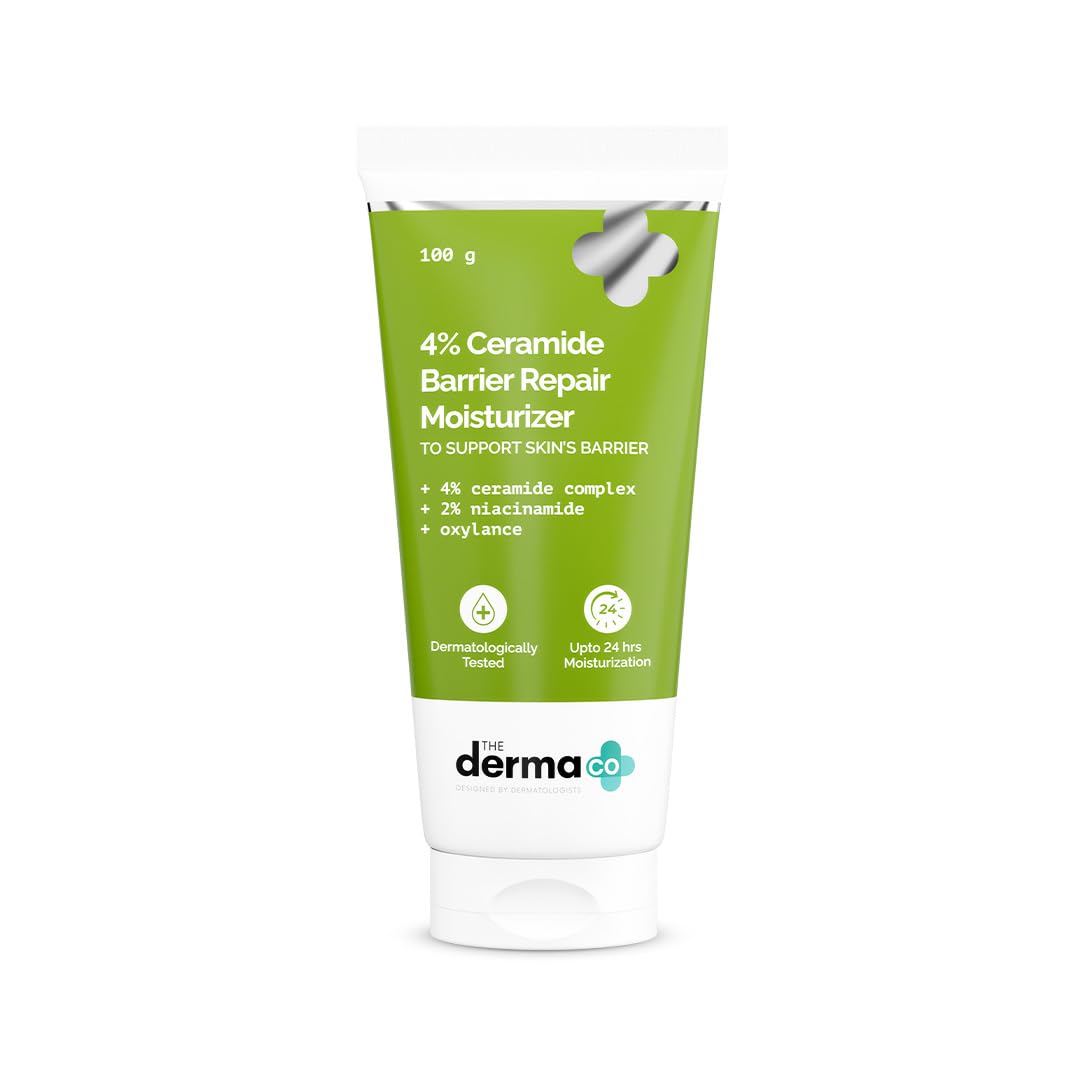 100 g
4% Ceramide
Barrier Repair
Moisturizer
TO SUPPORT SKIN'S BARRIER
+ 4% ceramide complex
+ 2% niacinamide
+ oxylance
24
Dermatologically
Tested
Upto 24 hrs
Moisturization
THE
derma co
DESIGNED BY DERMATOLOGISTS